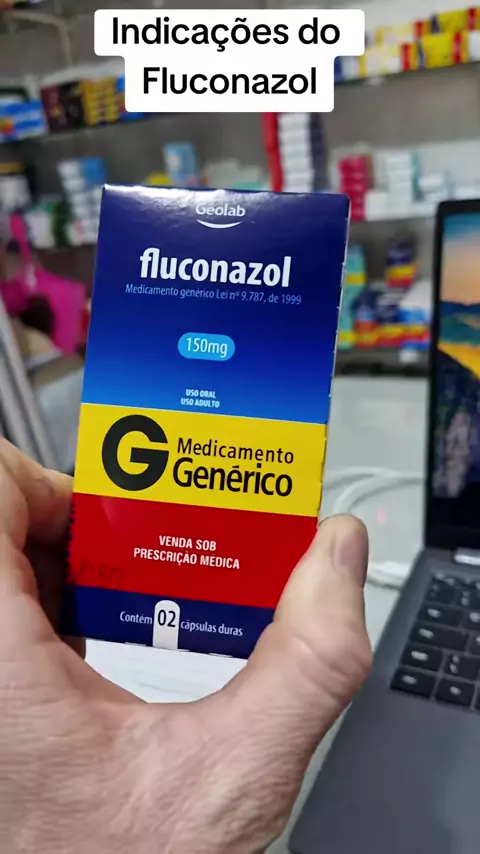 Indicações do
Fluconazol
Geolab
fluconazol
Medicamento genérico Lei nº 9.787, de 1999
150mg
USO ORAL
USO ADULTO
G Medicamento
Genérico
VENDA SOB
PRESCRIÇÃO MEDICA
Contém 02 cápsulas duras